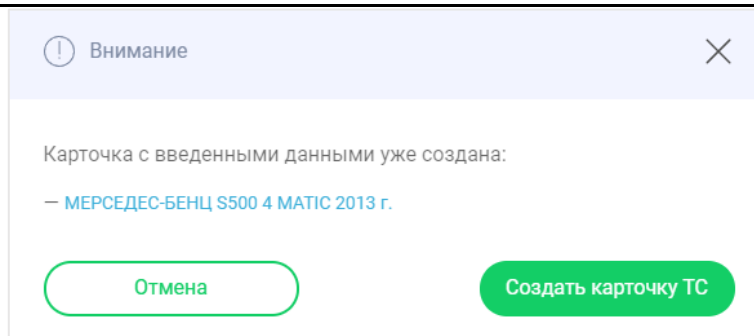 Внимание
Карточка с введенными данными уже создана:
— МЕРСЕДЕС-БЕНЦ S500 4 MATIC 2013 г.
Отмена
Создать карточку ТС